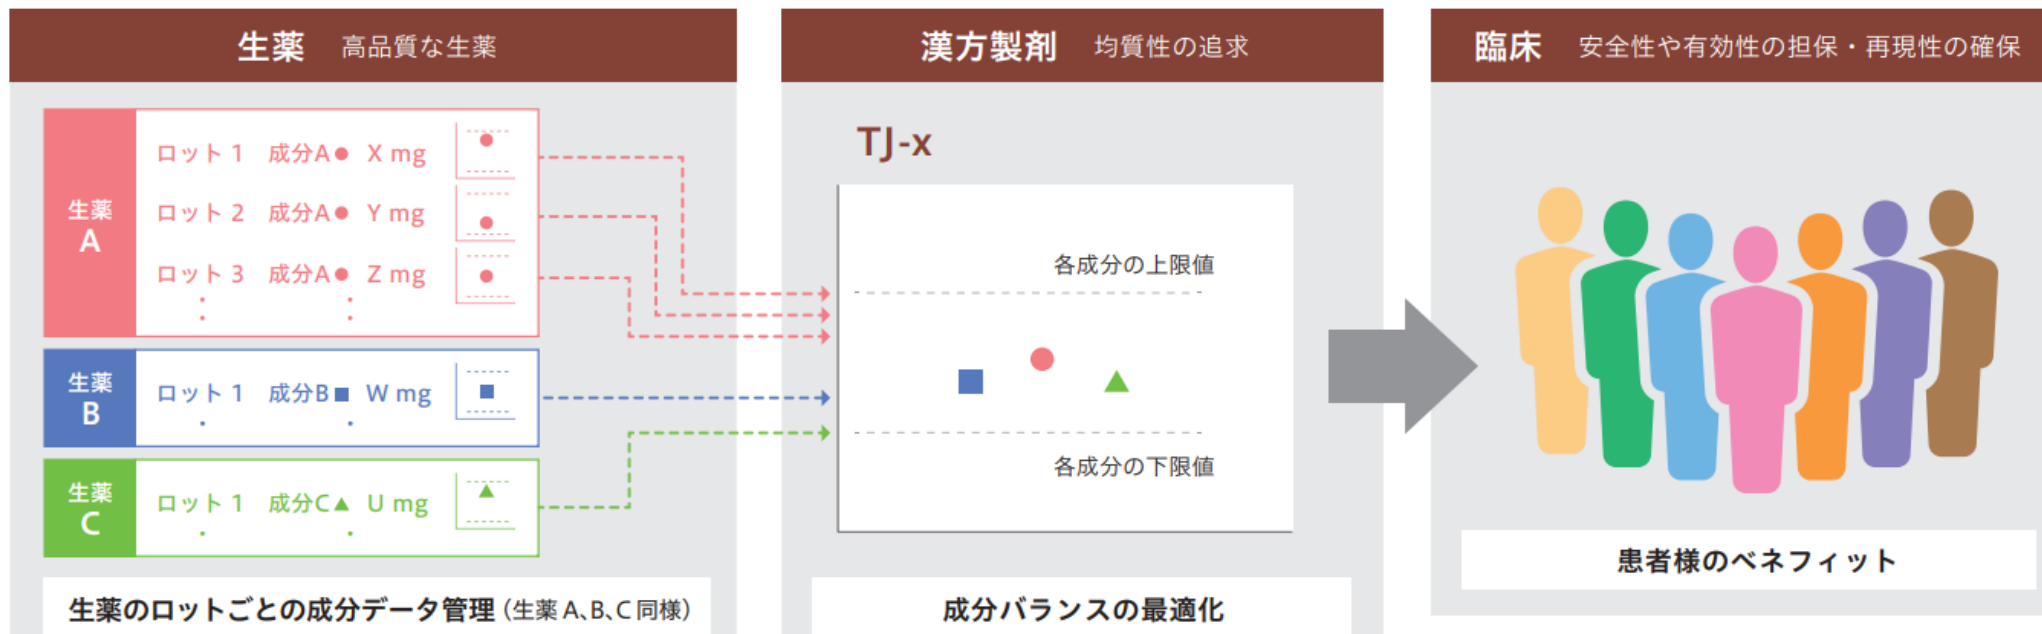 生薬 高品質な生薬
生薬
A
ロット 1 成分A● X mg
ロット 2 成分A● Y mg
ロット 3 成分A● Z mg
生薬
B
ロット 1 成分B■ W mg
生薬
C
ロット 1 成分C▲ U mg
生薬のロットごとの成分データ管理 (生薬 A、B、C 同様)
漢方製剤 均質性の追求
TJ-x
各成分の上限値
各成分の下限値
成分バランスの最適化
臨床 安全性や有効性の担保・再現性の確保
患者様のベネフィット